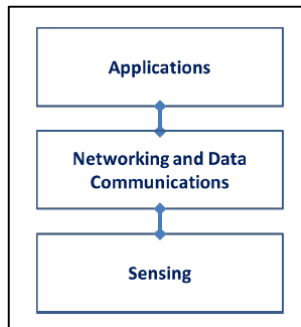 Applications
Networking and Data
Communications
Sensing